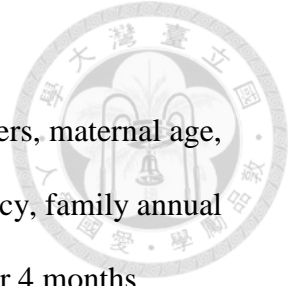 ers, maternal age,
cy, family annual
r 4 months